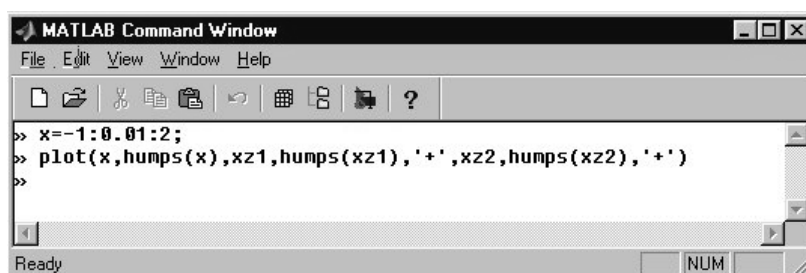 MATLAB Command Window
File Edit View Window Help
?
» x=-1:0.01:2;
» plot(x,humps(x),xz1,humps(xz1),'+',xz2,humps(xz2),'+')
»
Ready NUM